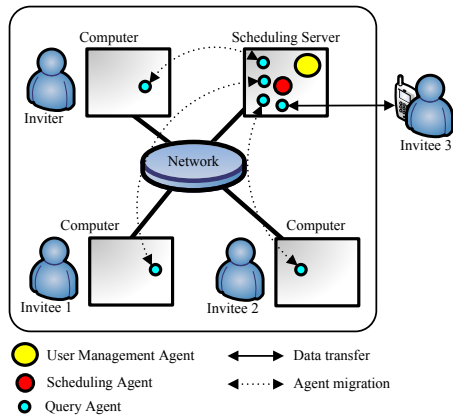 Computer
Scheduling Server
Inviter
Invitee 3
Network
Computer
Computer
Invitee 1
Invitee 2
User Management Agent
Data transfer
Scheduling Agent
Agent migration
Query Agent